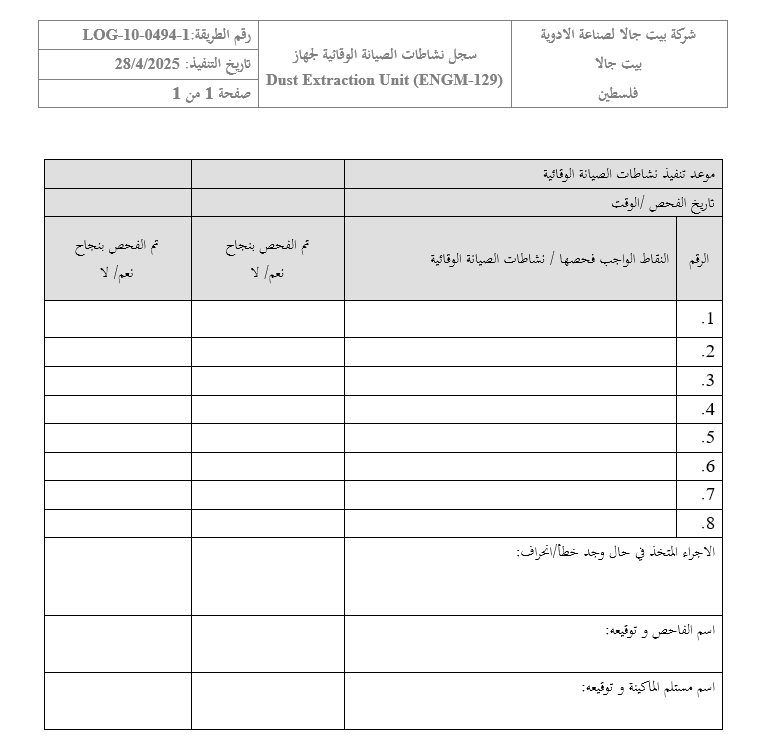 شركة بيت جالا لصناعة الادوية
بيت جالا
فلسطين
سجل نشاطات الصيانة الوقائية لجهاز
Dust Extraction Unit (ENGM-129)
رقم الطريقة:LOG-10-0494-1
تاريخ التنفيذ: 28/4/2025
صفحة 1 من 1
موعد تنفيذ نشاطات الصيانة الوقائية
تاريخ الفحص /الوقت
الرقم
النقاط الواجب فحصها / نشاطات الصيانة الوقائية
تم الفحص بنجاح
نعم/ لا
تم الفحص بنجاح
نعم/ لا
1.
2.
3.
4.
5.
6.
7.
8.
الاجراء المتخذ في حال وجد خطأ/انحراف:
اسم الفاحص و توقيعه:
اسم مستلم الماكينة و توقيعه: